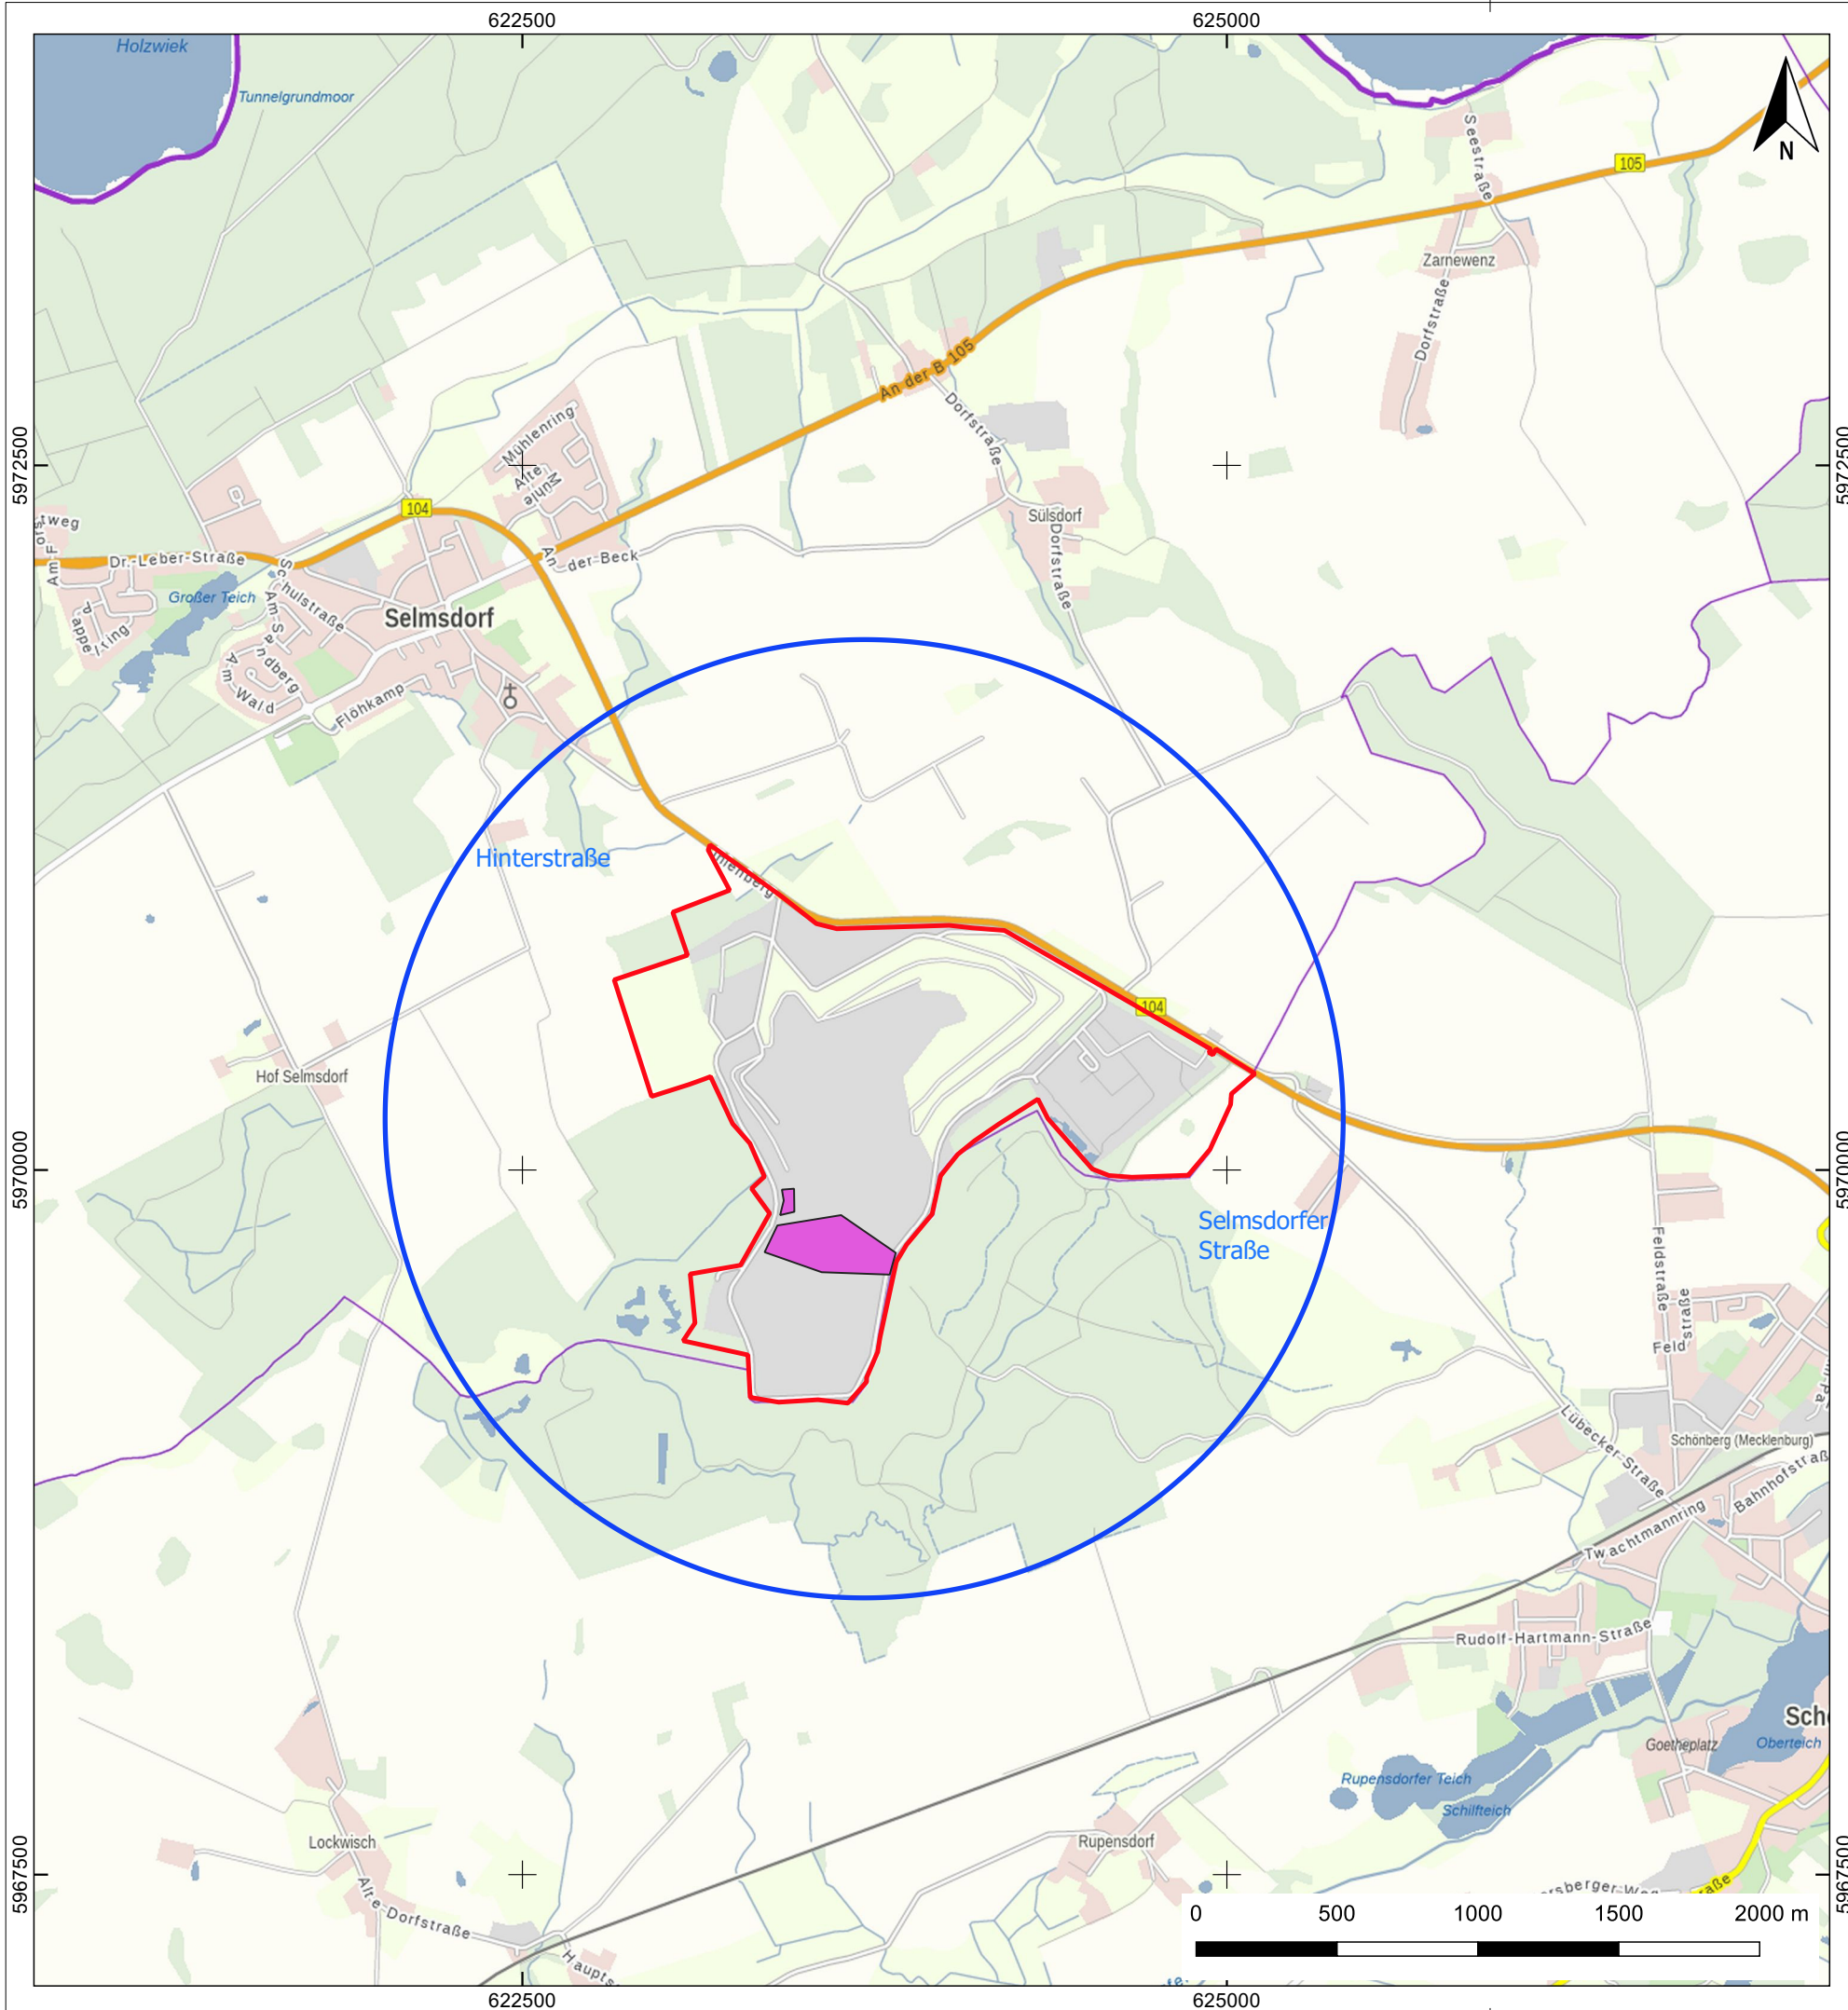 622500
625000
Holzwiek
Tunnelgrundmoor
Seestraße
N
105
Zarnewenz
Dorfstraße
An der B 105
Dorfstraße
Mühlenring
Alte
Mühle
5972500
5972500
104
Sülsdorf
Dorfstraße
An der Beck
Dr.-Leber-Straße
Schulstraße
Großer Teich
Selmsdorf
Am Sandberg
Am Wald
Flöhkamp
Hinterstraße
104
Hof Selmsdorf
5970000
5970000
Selmsdorfer
Straße
Feldstraße
Feld
straße
Lübecker-Straße
Schönberg (Mecklenburg)
Twachtmannring
Rudolf-Hartmann-Straße
Goetheplatz
Oberteich
Rupensdorfer Teich
Schilfteich
Lockwisch
Rupensdorf
Alte Dorfstraße
5967500
5967500
0 500 1000 1500 2000 m
622500
625000